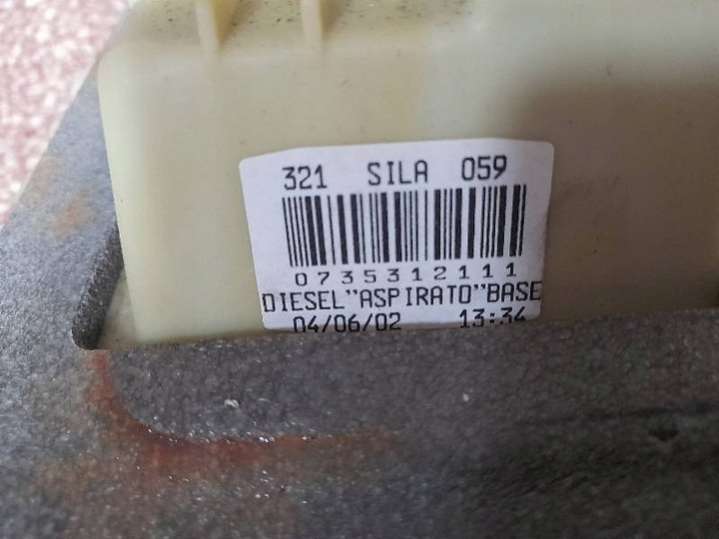 321 SILA 059
0735312111
DIESEL"ASPIRATO"BASE
04/06/02 13:34